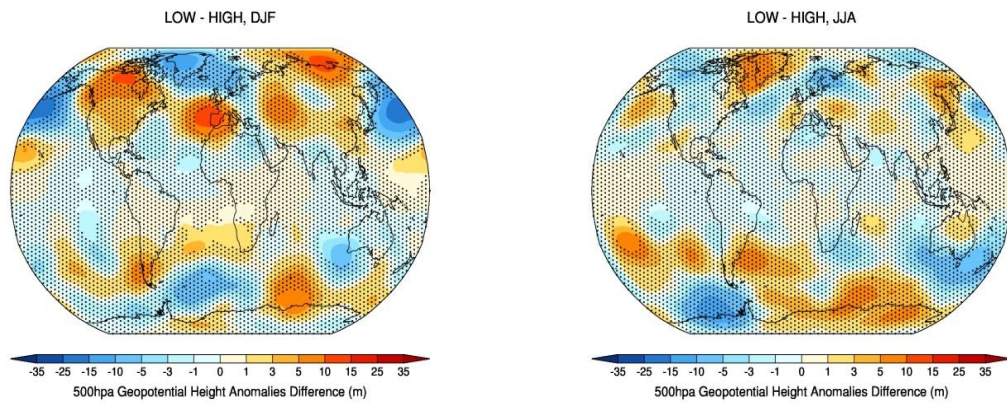 LOW - HIGH, DJF
-35 -25 -15 -10 -5 -3 -1 0 1 3 5 10 15 25 35
500hpa Geopotential Height Anomalies Difference (m)
LOW - HIGH, JJA
-35 -25 -15 -10 -5 -3 -1 0 1 3 5 10 15 25 35
500hpa Geopotential Height Anomalies Difference (m)